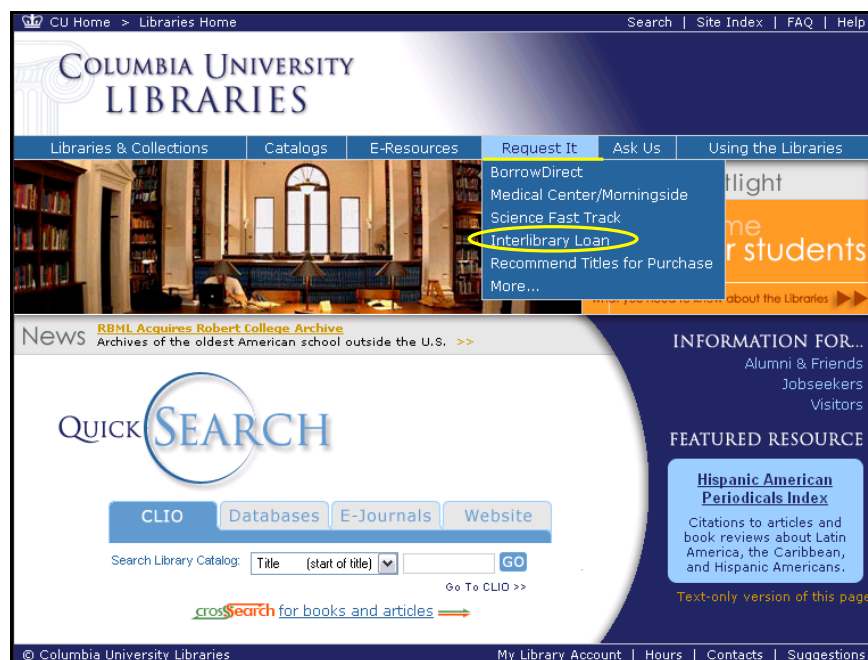 CU Home > Libraries Home
Search | Site Index | FAQ | Help
COLUMBIA UNIVERSITY
LIBRARIES
Libraries & Collections
Catalogs
E-Resources
Request It
Ask Us
Using the Libraries
BorrowDirect
Medical Center/Morningside
Science Fast Track
Interlibrary Loan
Recommend Titles for Purchase
More...
tlight
me
r students
about the Libraries
News
RBML Acquires Robert College Archive
Archives of the oldest American school outside the U.S. >>
QUICK SEARCH
CLIO
Databases
E-Journals
Website
Search Library Catalog:
Title (start of title)
GO
Go To CLIO >>
crossSearch for books and articles
INFORMATION FOR...
Alumni & Friends
Jobseekers
Visitors
FEATURED RESOURCE
Hispanic American
Periodicals Index
Citations to articles and
book reviews about Latin
America, the Caribbean,
and Hispanic Americans.
Text-only version of this page
© Columbia University Libraries
My Library Account | Hours | Contacts | Suggestions